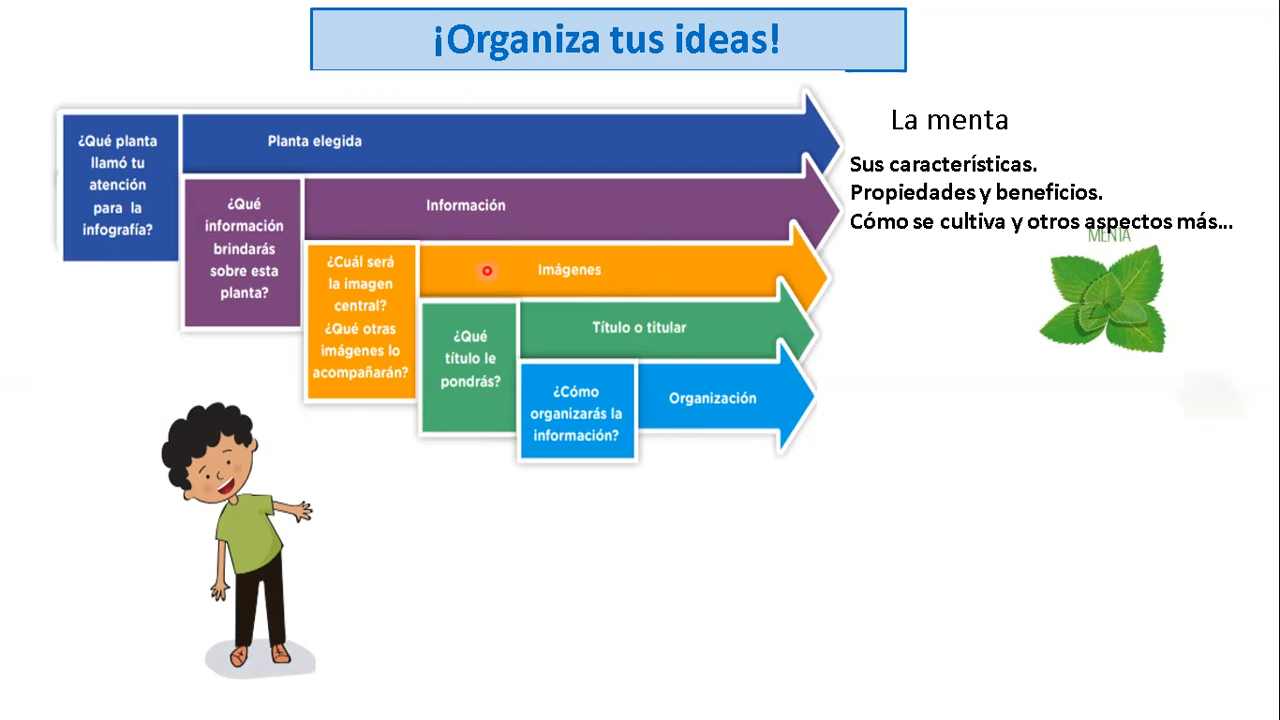 ¡Organiza tus ideas!
¿Qué planta
llamó tu
atención
para la
infografía?
Planta elegida
La menta
¿Qué
información
brindarás
sobre esta
planta?
Información
Sus características.
Propiedades y beneficios.
Cómo se cultiva y otros aspectos más...
¿Cuál será
la imagen
central?
¿Qué otras
imágenes lo
acompañarán?
Imágenes
MENTA
¿Qué
título le
pondrás?
Título o titular
¿Cómo
organizarás la
información?
Organización